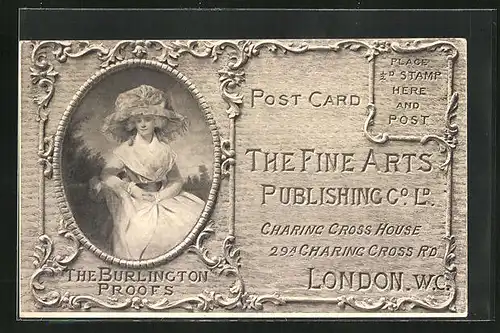 PLACE
½D STAMP
HERE
AND
POST
POST CARD
THE FINE ARTS
PUBLISHING Cº. Lº.
CHARING CROSS HOUSE
29A CHARING CROSS RD
LONDON. W.C.
THE BURLINGTON
PROOFS